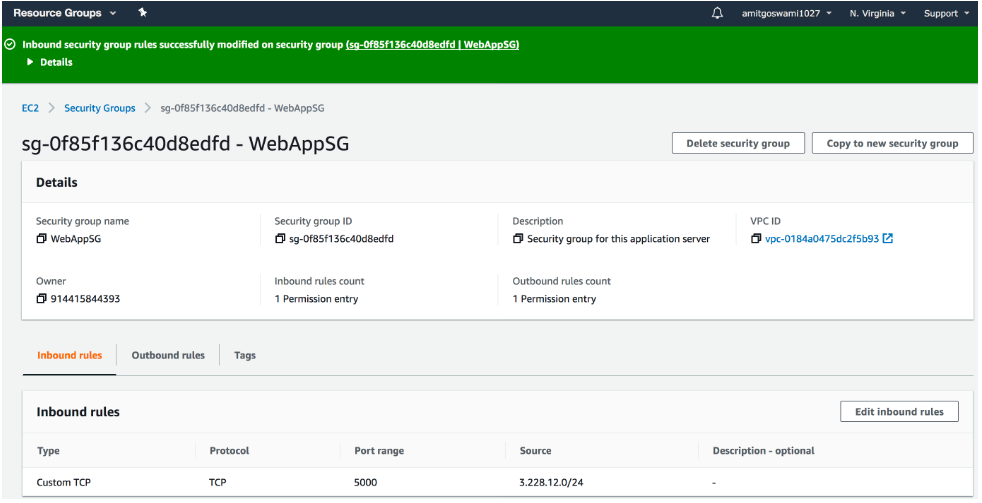 Resource Groups
amitgoswami1027 N. Virginia Support
Inbound security group rules successfully modified on security group (sg-0f85f136c40d8edfd | WebAppSG)
Details
EC2 > Security Groups > sg-0f85f136c40d8edfd - WebAppSG
sg-0f85f136c40d8edfd - WebAppSG
Delete security group Copy to new security group
Details
Security group name Security group ID Description VPC ID
WebAppSG sg-0f85f136c40d8edfd Security group for this application server vpc-0184a0475dc2f5b93
Owner Inbound rules count Outbound rules count
914415844393 1 Permission entry 1 Permission entry
Inbound rules Outbound rules Tags
Inbound rules Edit inbound rules
Type Protocol Port range Source Description - optional
Custom TCP TCP 5000 3.228.12.0/24 -